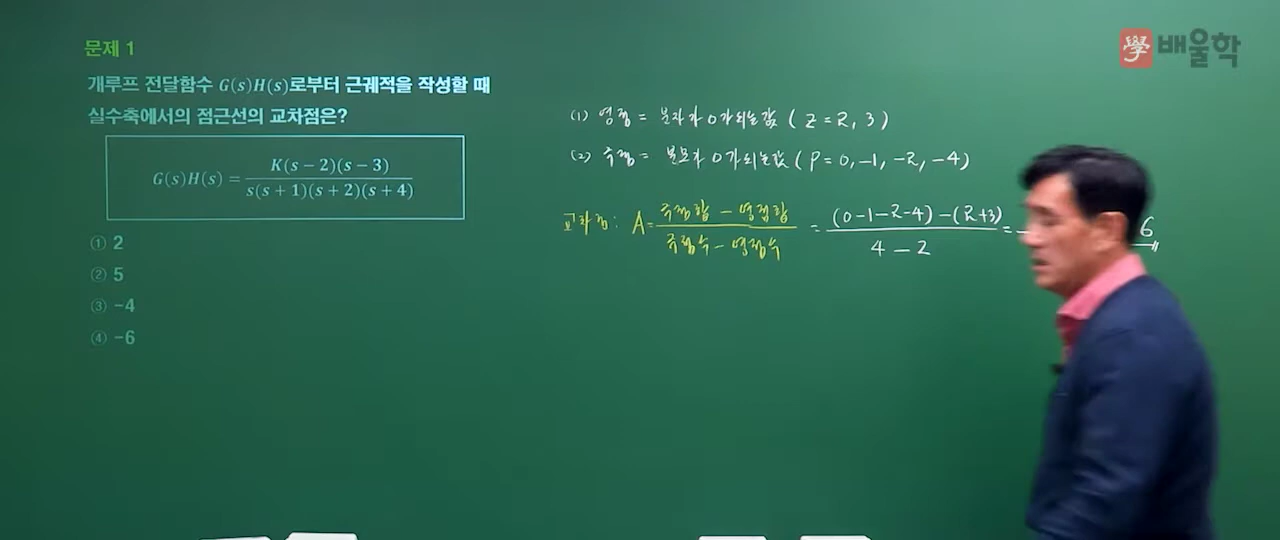 學 배울학
문제 1
개루프 전달함수 G(s)H(s)로부터 근궤적을 작성할 때
실수축에서의 점근선의 교차점은?
G(s)H(s) = K(s − 2)(s − 3) / s(s + 1)(s + 2)(s + 4)
① 2
② 5
③ -4
④ -6
(1) 영점 = 분자가 0가 되는 값 ( Z = 2, 3 )
(2) 극점 = 분모가 0가 되는 값 ( P = 0, -1, -2, -4 )
교차점 : A = 극점합 - 영점합 / 극점수 - 영점수 = (0-1-2-4) - (2+3) / 4 - 2 = 6